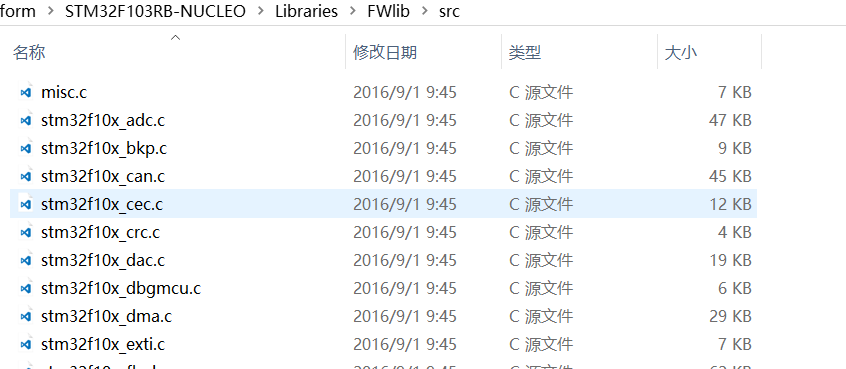 form > STM32F103RB-NUCLEO > Libraries > FWlib > src
名称 修改日期 类型 大小
misc.c 2016/9/1 9:45 C 源文件 7 KB
stm32f10x_adc.c 2016/9/1 9:45 C 源文件 47 KB
stm32f10x_bkp.c 2016/9/1 9:45 C 源文件 9 KB
stm32f10x_can.c 2016/9/1 9:45 C 源文件 45 KB
stm32f10x_cec.c 2016/9/1 9:45 C 源文件 12 KB
stm32f10x_crc.c 2016/9/1 9:45 C 源文件 4 KB
stm32f10x_dac.c 2016/9/1 9:45 C 源文件 19 KB
stm32f10x_dbgmcu.c 2016/9/1 9:45 C 源文件 6 KB
stm32f10x_dma.c 2016/9/1 9:45 C 源文件 29 KB
stm32f10x_exti.c 2016/9/1 9:45 C 源文件 7 KB